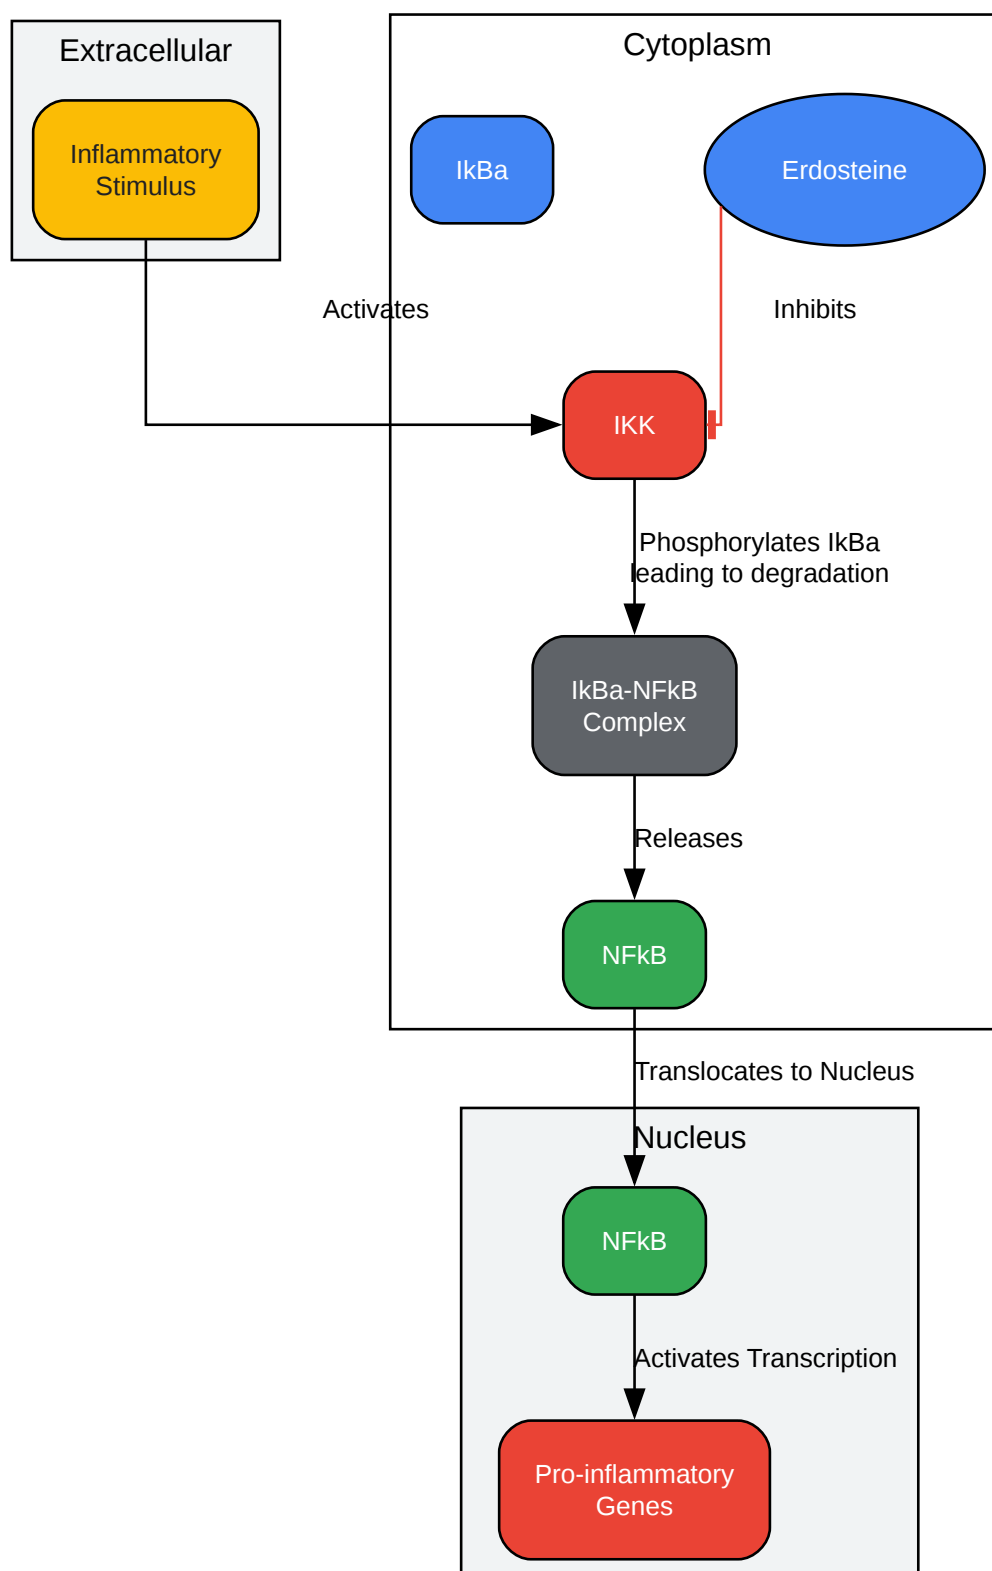 Extracellular
Cytoplasm
Inflammatory
Stimulus
IkBa
Erdosteine
Activates
Inhibits
IKK
Phosphorylates IkBa
leading to degradation
IkBa-NFkB
Complex
Releases
NFkB
Translocates to Nucleus
Nucleus
NFkB
Activates Transcription
Pro-inflammatory
Genes